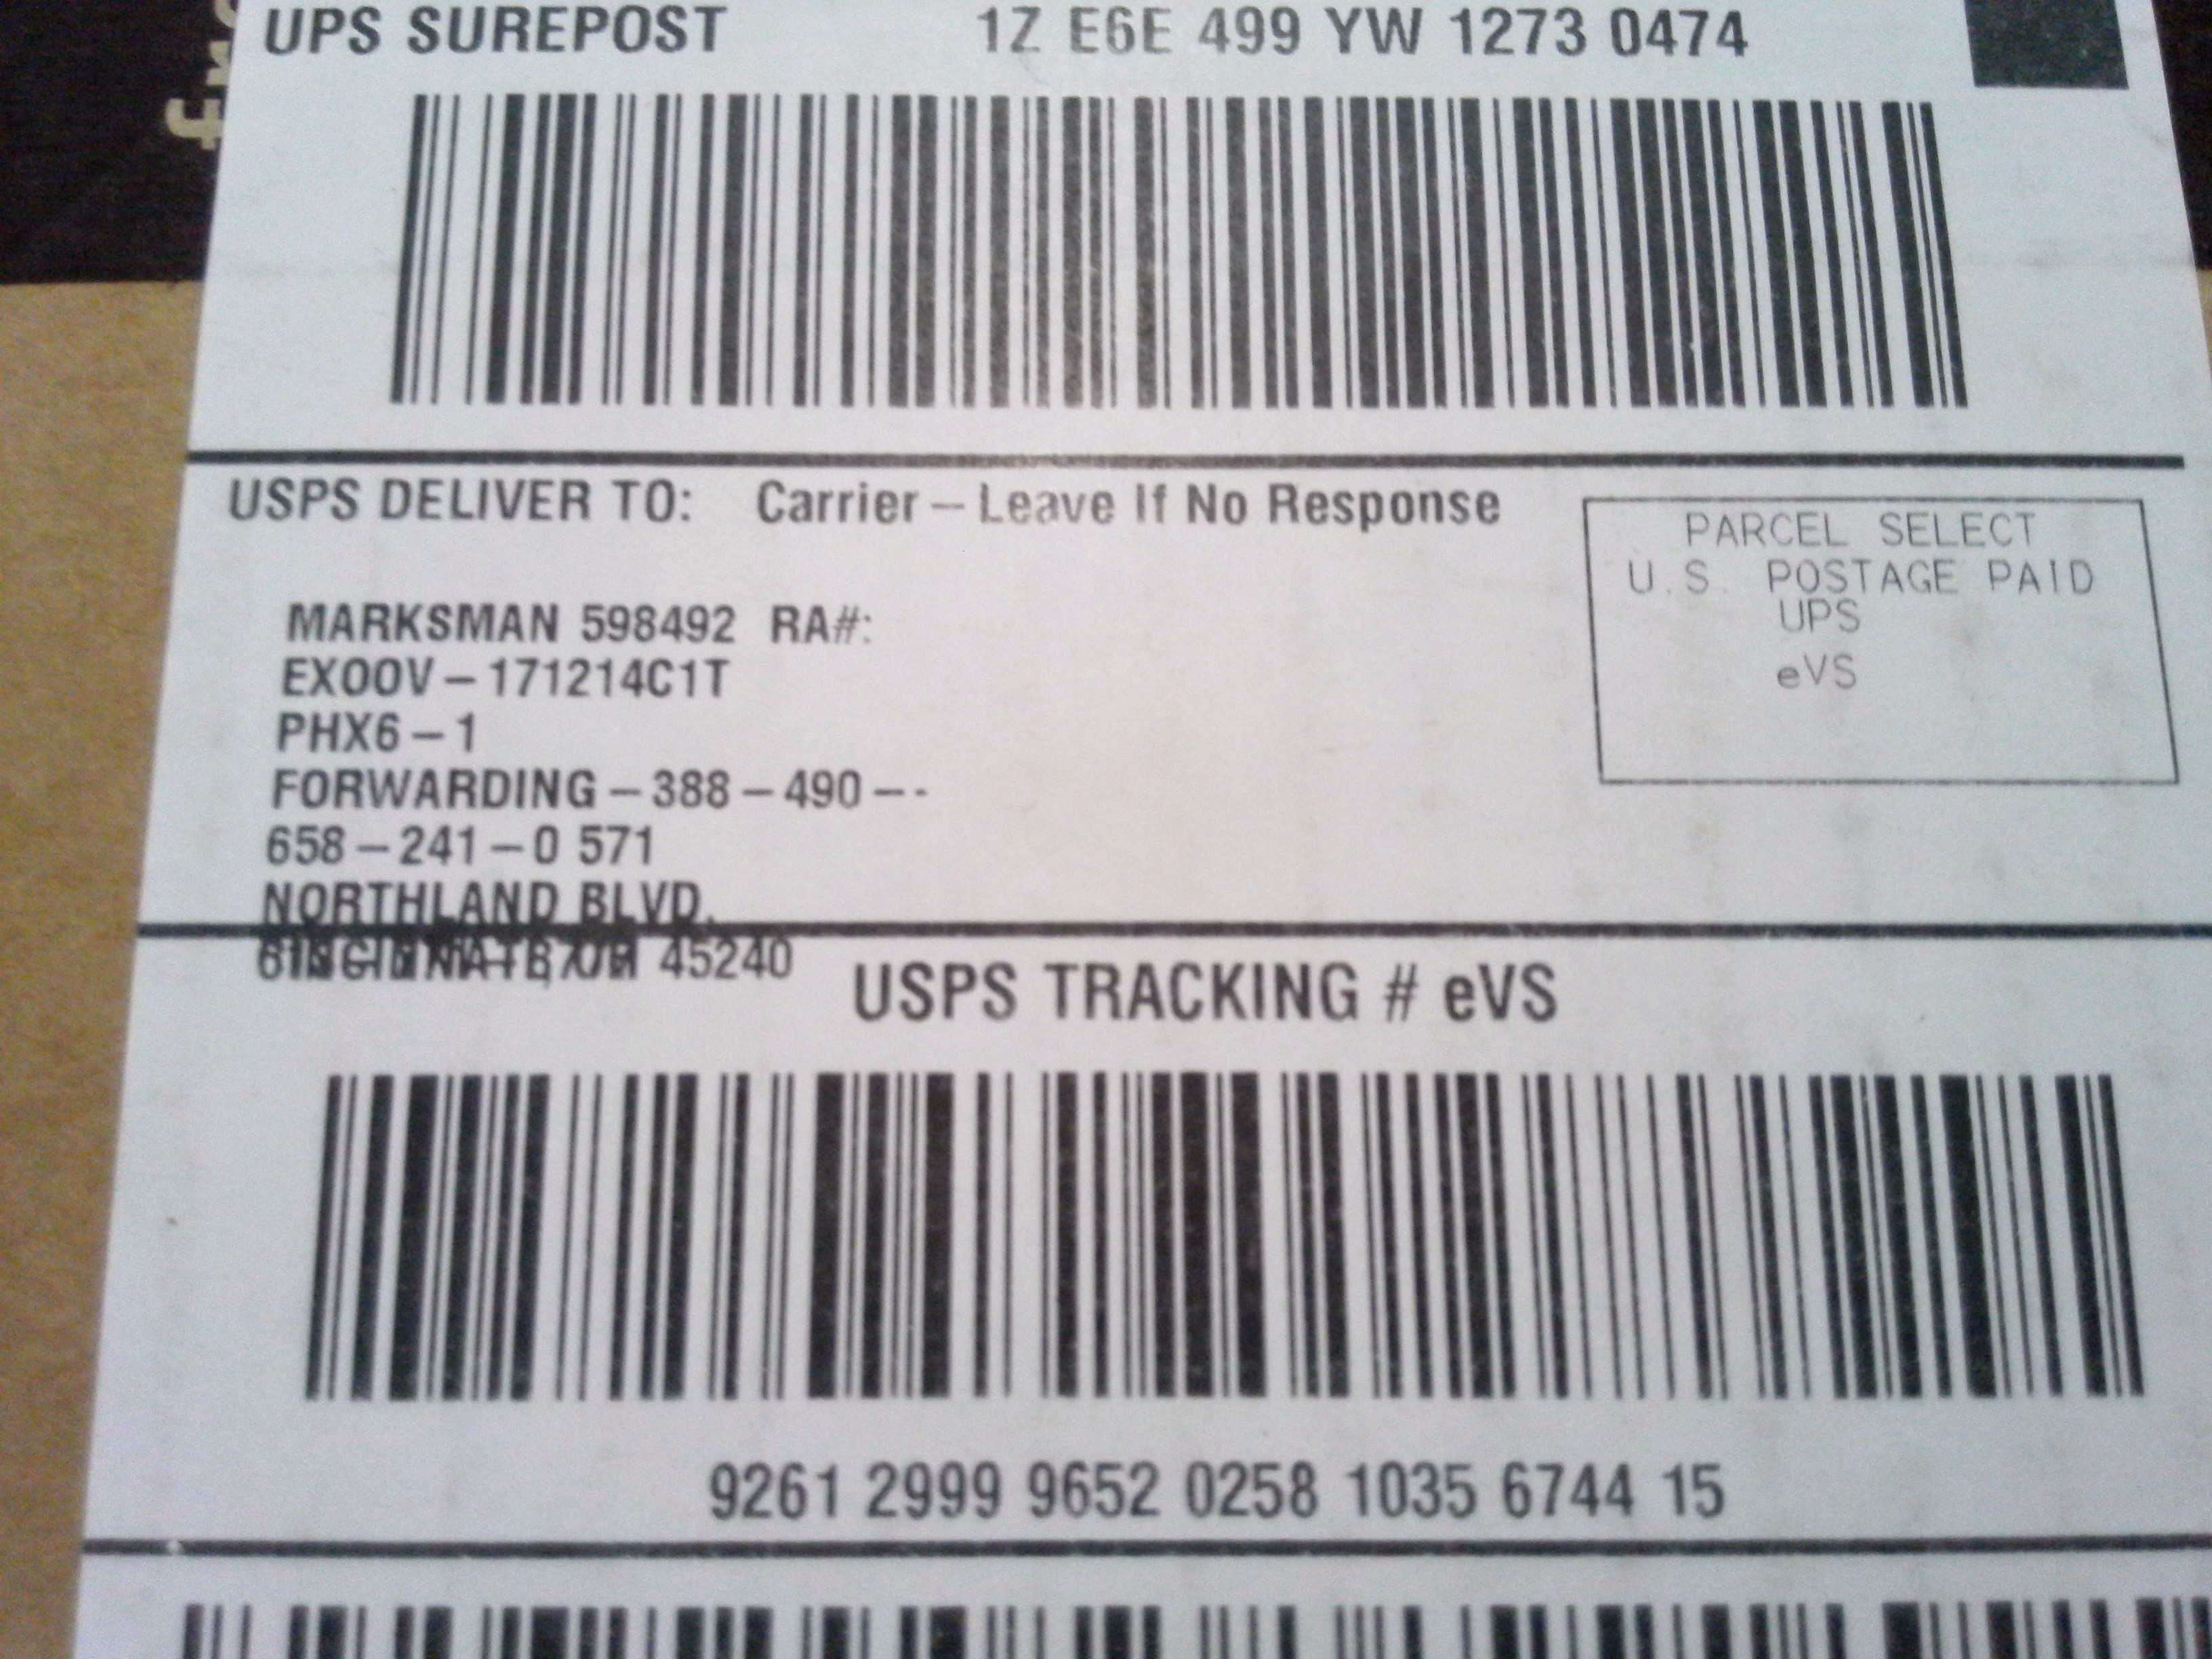 UPS SUREPOST 1Z E6E 499 YW 1273 0474
USPS DELIVER TO: Carrier – Leave If No Response
PARCEL SELECT
U.S. POSTAGE PAID
UPS
eVS
MARKSMAN 598492 RA#:
EX00V – 171214C1T
PHX6 – 1
FORWARDING – 388 – 490 – -
658 – 241 – 0 571
NORTHLAND BLVD.
45240
USPS TRACKING # eVS
9261 2999 9652 0258 1035 6744 15